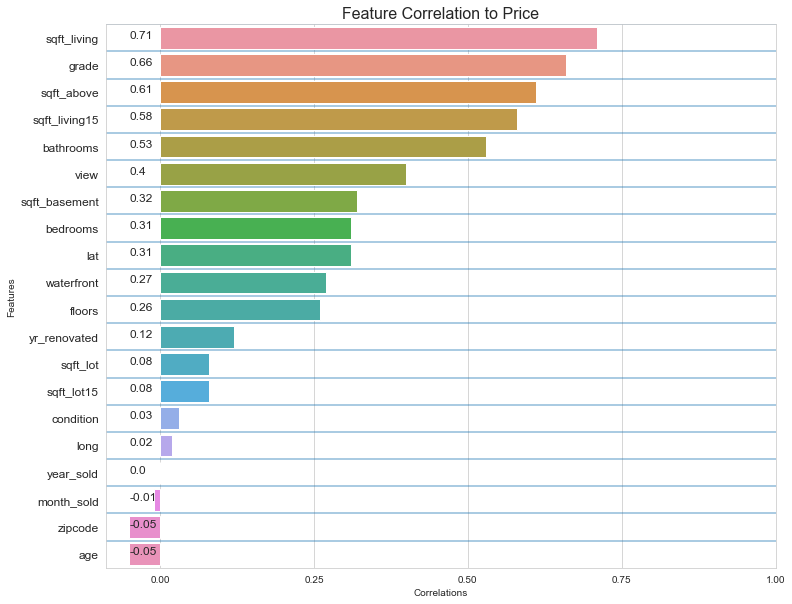 Feature Correlation to Price
sqft_living 0.71
grade 0.66
sqft_above 0.61
sqft_living15 0.58
bathrooms 0.53
view 0.4
sqft_basement 0.32
bedrooms 0.31
lat 0.31
waterfront 0.27
floors 0.26
yr_renovated 0.12
sqft_lot 0.08
sqft_lot15 0.08
condition 0.03
long 0.02
year_sold 0.0
month_sold -0.01
zipcode -0.05
age -0.05
Features
0.00 0.25 0.50 0.75 1.00
Correlations